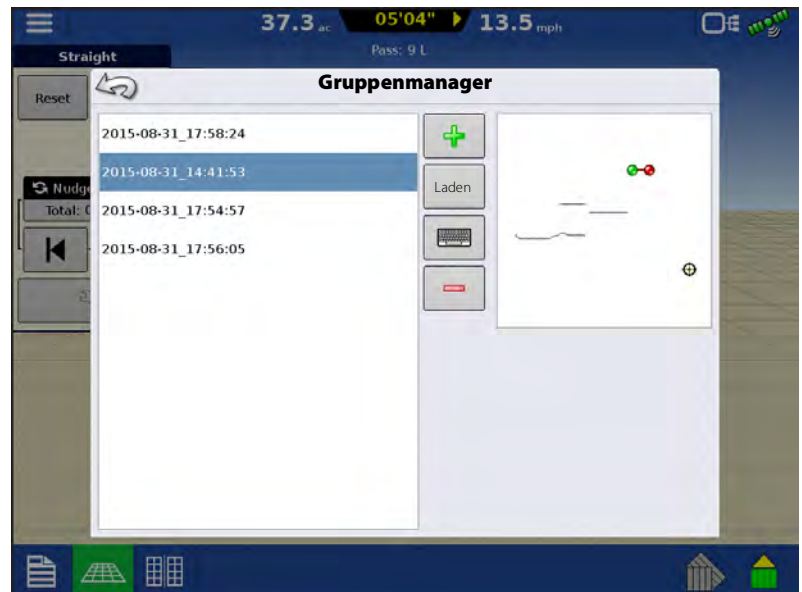 37.3 ac 05'04" 13.5 mph
Straight
Pass: 9 L
Gruppenmanager
Reset
2015-08-31_17:58:24
2015-08-31_14:41:53
Laden
Nudge
Total:
2015-08-31_17:54:57
2015-08-31_17:56:05